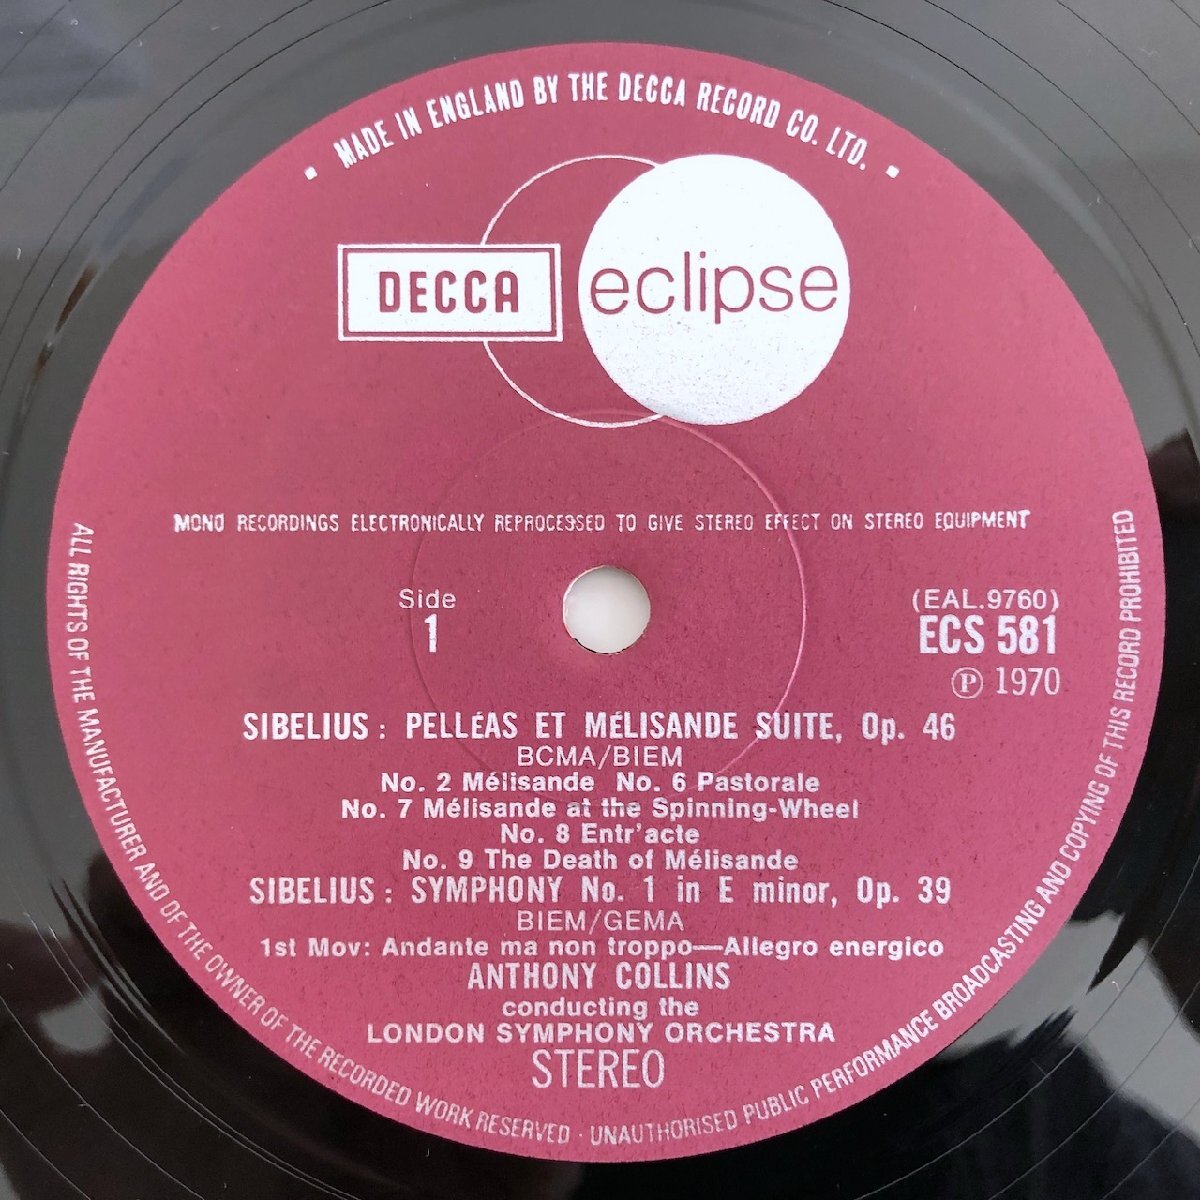 • MADE IN ENGLAND BY THE DECCA RECORD CO. LTD. •
DECCA eclipse
MONO RECORDINGS ELECTRONICALLY REPROCESSED TO GIVE STEREO EFFECT ON STEREO EQUIPMENT
Side
1
(EAL.9760)
ECS 581
Ⓟ 1970
SIBELIUS: PELLÉAS ET MÉLISANDE SUITE, Op. 46
BCMA/BIEM
No. 2 Mélisande No. 6 Pastorale
No. 7 Mélisande at the Spinning-Wheel
No. 8 Entr'acte
No. 9 The Death of Mélisande
SIBELIUS: SYMPHONY No. 1 in E minor, Op. 39
BIEM/GEMA
1st Mov: Andante ma non troppo—Allegro energico
ANTHONY COLLINS
conducting the
LONDON SYMPHONY ORCHESTRA
STEREO
ALL RIGHTS OF THE MANUFACTURER AND OF THE OWNER OF THE RECORDED WORK RESERVED · UNAUTHORISED PUBLIC PERFORMANCE BROADCASTING AND COPYING OF THIS RECORD PROHIBITED